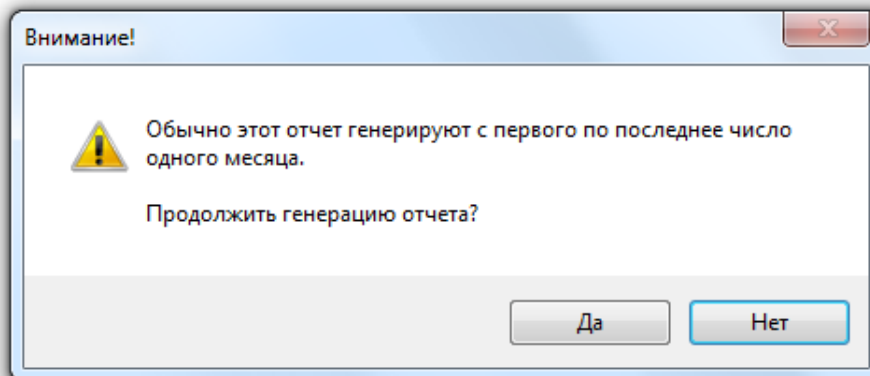 Внимание!
Обычно этот отчет генерируют с первого по последнее число
одного месяца.
Продолжить генерацию отчета?
Да
Нет